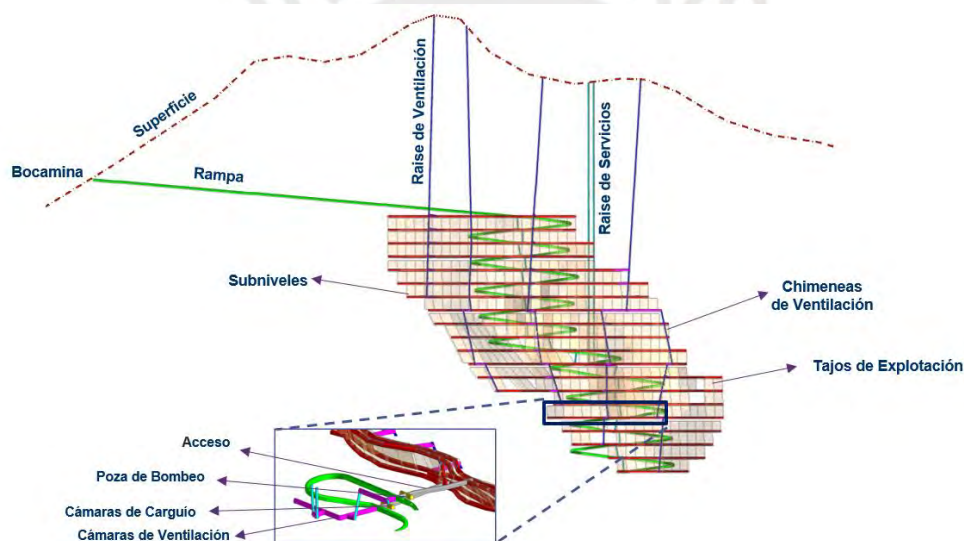 Superficie
Raise de Ventilación
Bocamina
Rampa
Raise de Servicios
Subniveles
Chimeneas
de Ventilación
Tajos de Explotación
Acceso
Poza de Bombeo
Cámaras de Carguío
Cámaras de Ventilación